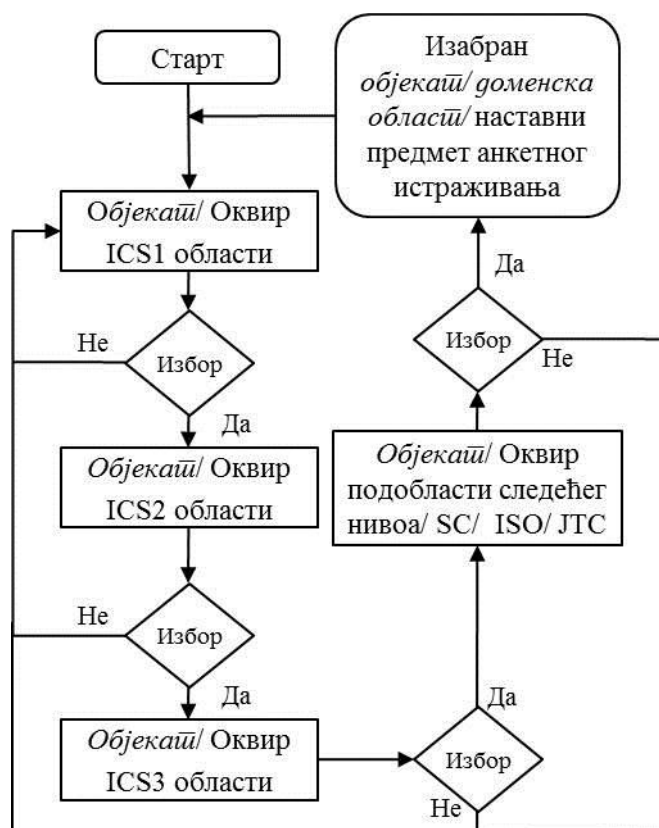 Старт
Објекат/ Оквир
ICS1 области
Не
Избор
Да
Објекат/ Оквир
ICS2 области
Не
Избор
Да
Објекат/ Оквир
ICS3 области
Избор
Да
Не
Објекат/ Оквир
подобласти следећег
нивоа/ SC/ ISO/ JTC
Избор
Да
Не
Изабран
објекат/ доменска
област/ наставни
предмет анкетног
истраживања